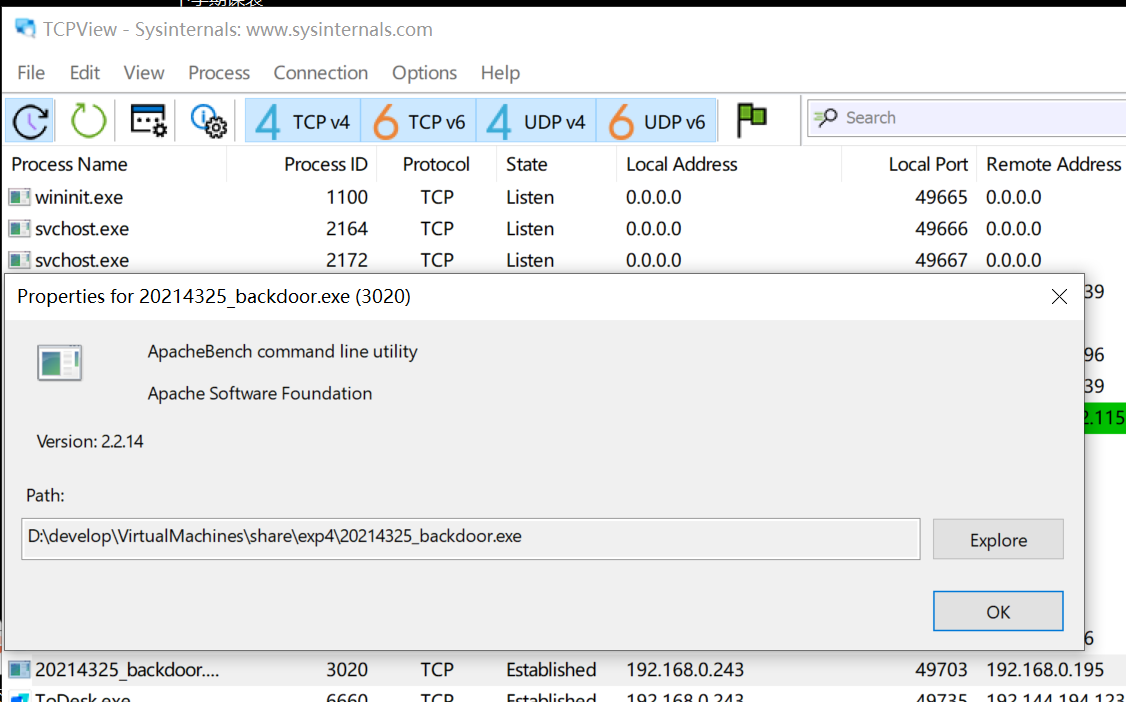 TCPView - Sysinternals: www.sysinternals.com
File Edit View Process Connection Options Help
4 TCP v4 6 TCP v6 4 UDP v4 6 UDP v6 Search
Process Name Process ID Protocol State Local Address Local Port Remote Address
wininit.exe 1100 TCP Listen 0.0.0.0 49665 0.0.0.0
svchost.exe 2164 TCP Listen 0.0.0.0 49666 0.0.0.0
svchost.exe 2172 TCP Listen 0.0.0.0 49667 0.0.0.0
Properties for 20214325_backdoor.exe (3020)
39
ApacheBench command line utility
96
Apache Software Foundation
39
2.115
Version: 2.2.14
Path:
D:\develop\VirtualMachines\share\exp4\20214325_backdoor.exe
Explore
OK
6
20214325_backdoor.... 3020 TCP Established 192.168.0.243 49703 192.168.0.195
ToDesk.exe 6660 TCP Established 192.168.0.243 49735 192.144.194.123